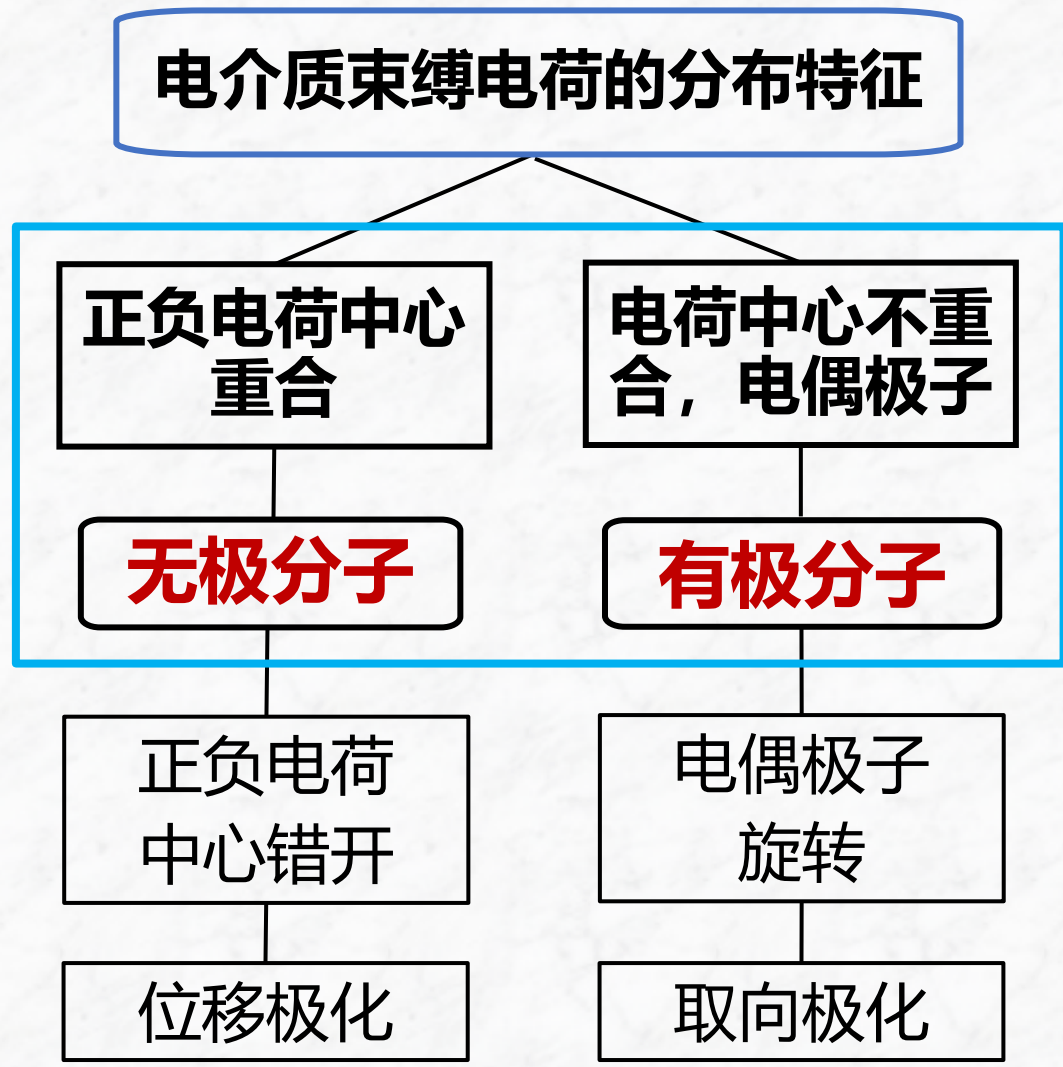 电介质束缚电荷的分布特征
正负电荷中心
重合
电荷中心不重
合，电偶极子
无极分子
有极分子
正负电荷
中心错开
电偶极子
旋转
位移极化
取向极化